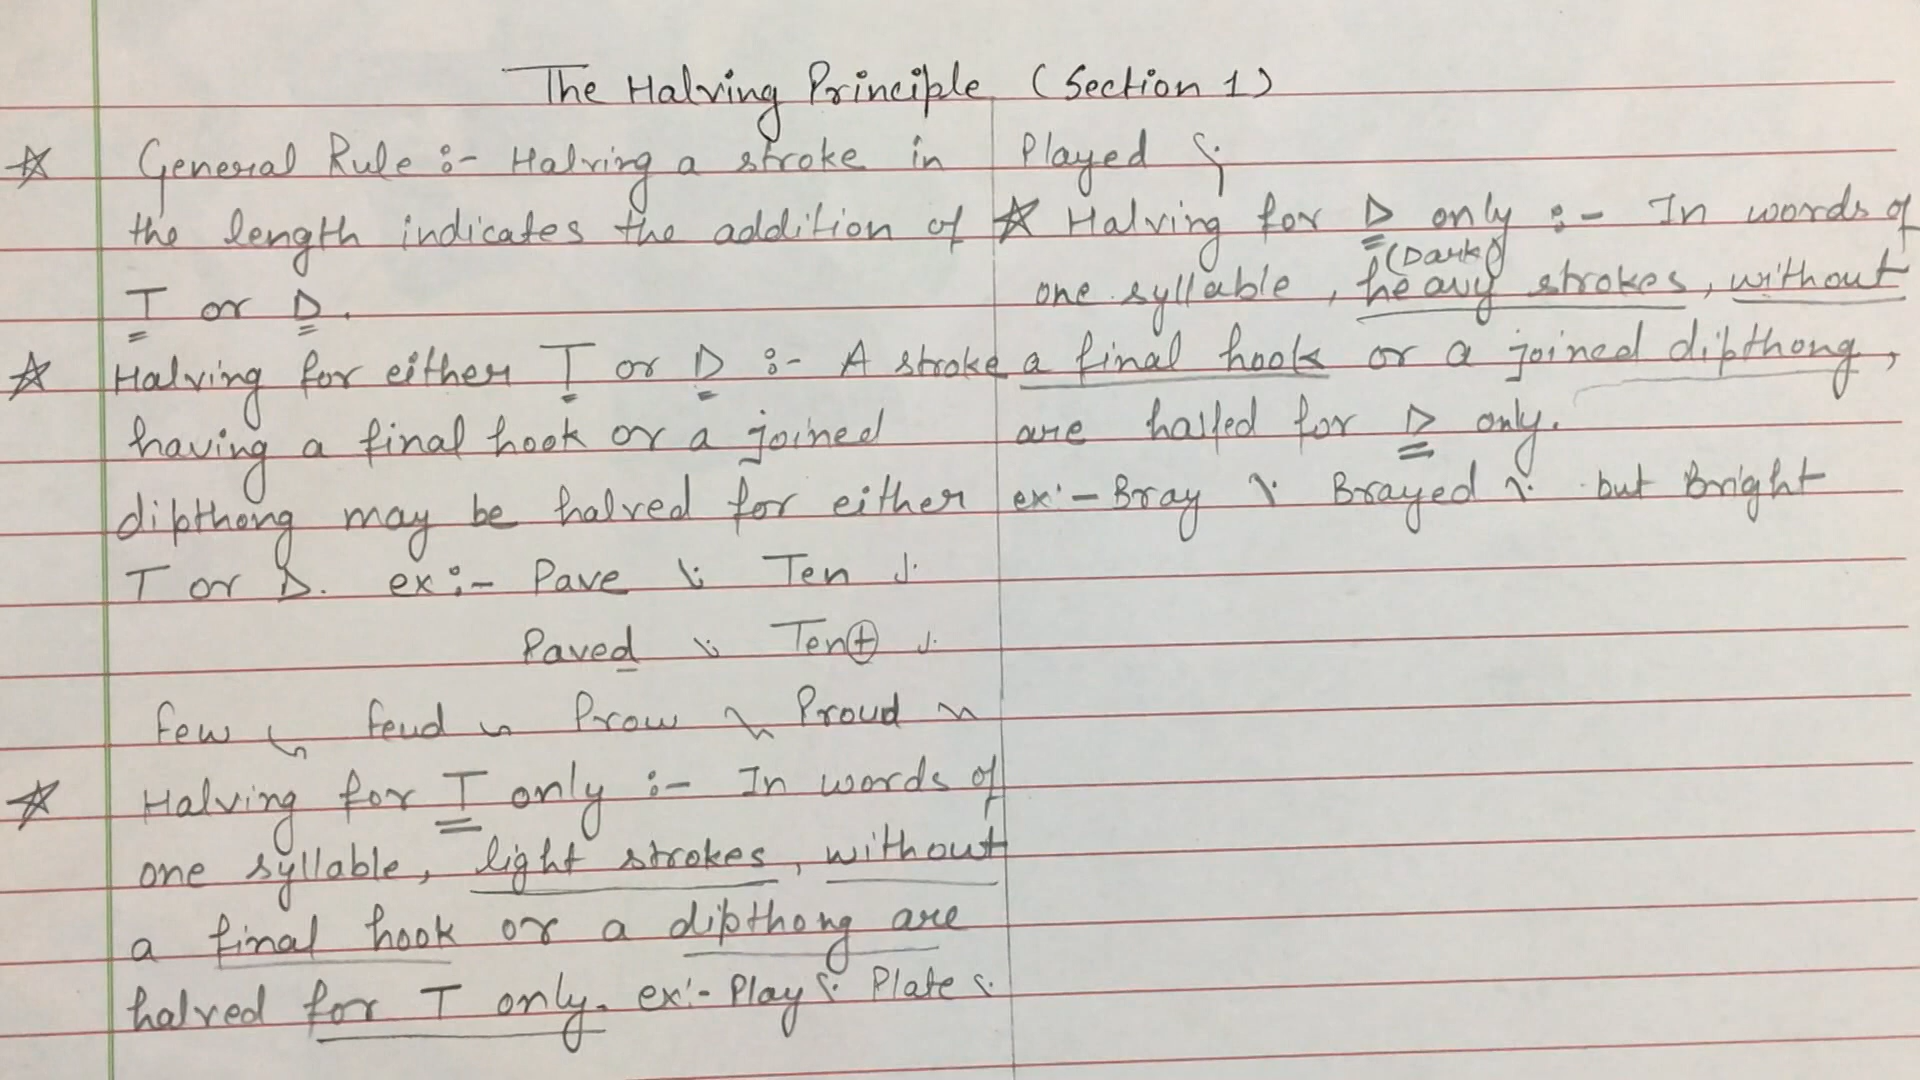 The Halving Principle (Section 1)
General Rule :- Halving a stroke in
the length indicates the addition of
T or D.
Halving for either T or D :- A stroke
having a final hook or a joined
dipthong may be halved for either
T or D. ex:- Pave Ten
Paved Tent
Few Feud Prow Proud
Halving for T only :- In words of
one syllable, light strokes, without
a final hook or a dipthong are
halved for T only. ex:- Play Plate
Played
Halving for D only :- In words of
(Dark)
one syllable, heavy strokes, without
a final hook or a joined dipthong,
are halfed for D only.
ex:- Bray Brayed but Bright